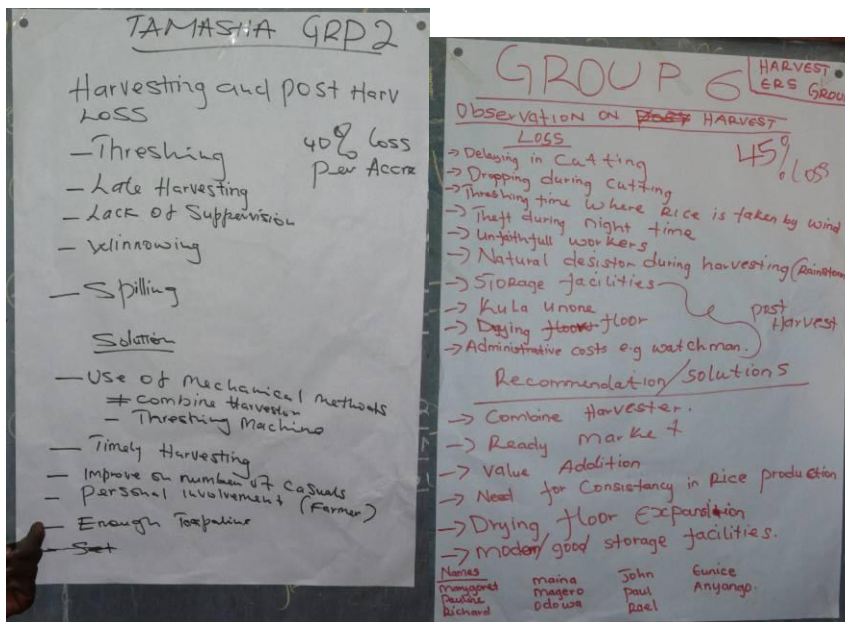 TAMASHA GRP 2
Harvesting and post Harv
LOSS
40% loss
per Accre
- Threshing
- Late Harvesting
- Lack of Suppervision
- Winnowing
- Spilling
Solution
- Use of Mechanical methods
combine Harvestor
- Threshing Machine
- Timely Harvesting
- Improve on number of casuals
- Personal Involvement (Farmer)
- Enough Tarpaline
GROUP 6
HARVEST
ERS GROUP
Observation on post HARVEST
LOSS
45% loss
-> Delaying in cutting
-> Dropping during cutting
-> Threshing time where Rice is taken by wind
-> Theft during night time
-> Unfaithfull workers
-> Natural desistor during harvesting (Rainstorm
-> STORAGE facilities
-> Kula Unone
post
Harvest
-> Drying floor
-> Administrative costs e.g watchman.
Recommendation/Solutions
-> Combine Harvester.
-> Ready market
-> Value Addition
-> Need for Consistancy in Rice production
-> Drying floor Expansion
-> Modern/good storage facilities.
Names
Margaret maina John Eunice
Pauline magero paul Anyango.
Richard odowa Rael